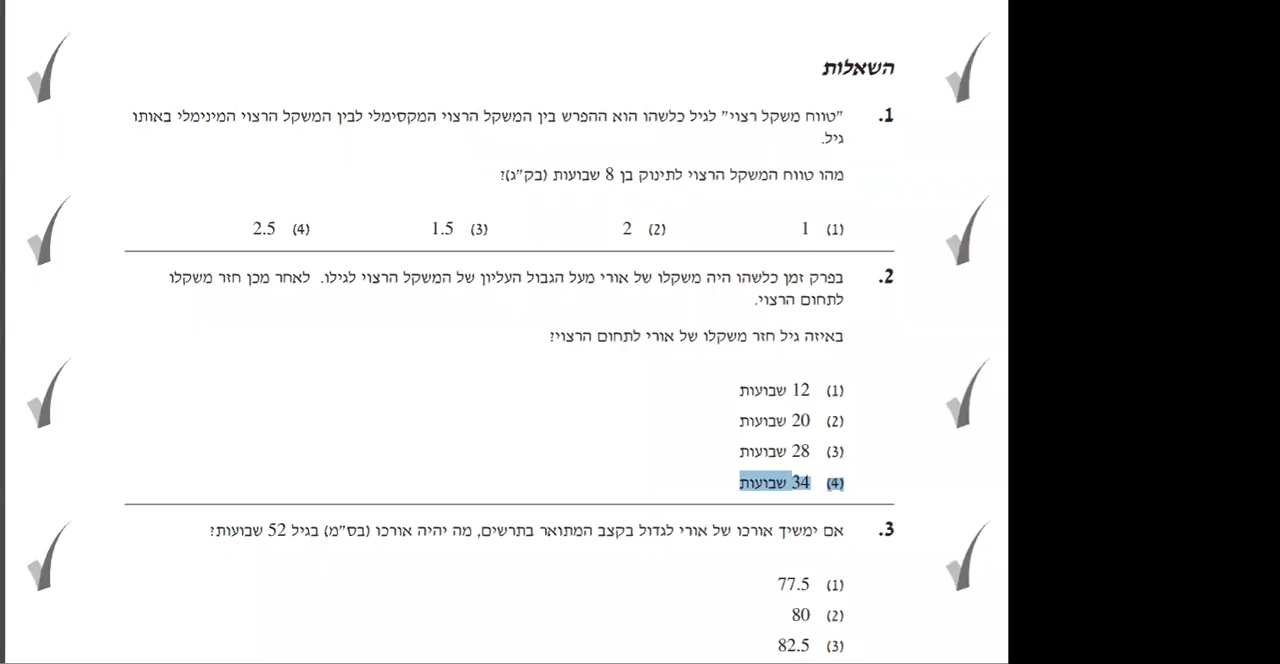 השאלות
1. "טווח משקל רצוי" לגיל כלשהו הוא ההפרש בין המשקל הרצוי המקסימלי לבין המשקל הרצוי המינימלי באותו
גיל.
מהו טווח המשקל הרצוי לתינוק בן 8 שבועות (בק"ג)?
(1) 1 (2) 2 (3) 1.5 (4) 2.5
2. בפרק זמן כלשהו היה משקלו של אורי מעל הגבול העליון של המשקל הרצוי לגילו. לאחר מכן חזר משקלו
לתחום הרצוי.
באיזה גיל חזר משקלו של אורי לתחום הרצוי?
(1) 12 שבועות
(2) 20 שבועות
(3) 28 שבועות
(4) 34 שבועות
3. אם ימשיך אורכו של אורי לגדול בקצב המתואר בתרשים, מה יהיה אורכו (בס"מ) בגיל 52 שבועות?
(1) 77.5
(2) 80
(3) 82.5